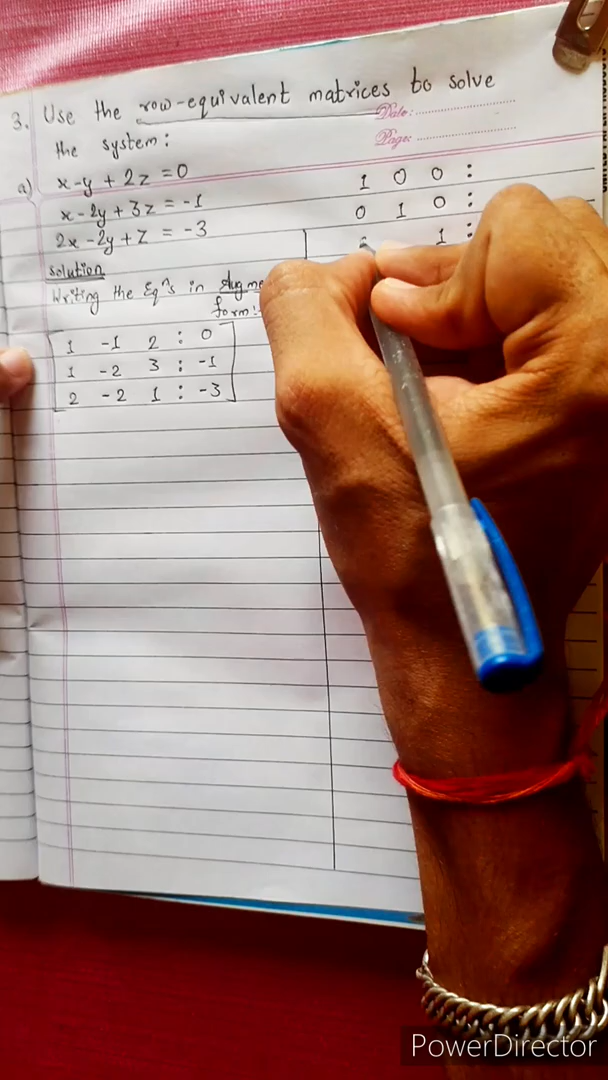 3. Use the row-equivalent matrices to solve
the system:
Date:
Page:
a) x-y + 2z = 0
x - 2y + 3z = -1
2x - 2y + z = -3
1 0 0 :
0 1 0 :
1 :
solution
Writing the Eqⁿs in
form:
1 -1 2 : 0
1 -2 3 : -1
2 -2 1 : -3
PowerDirector